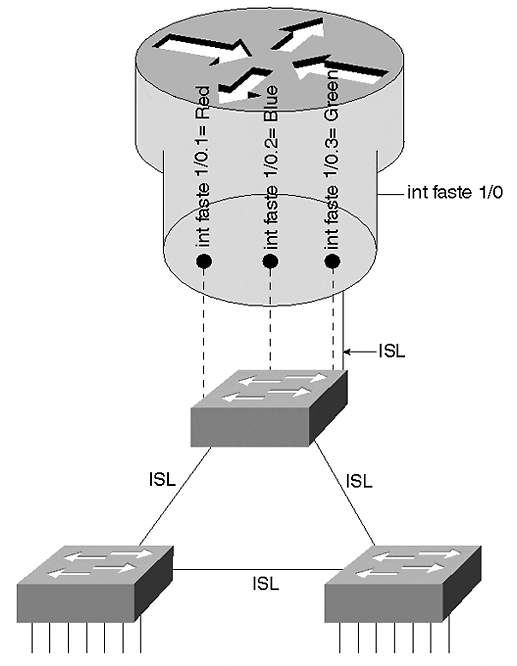 int faste 1/0.1= Red
int faste 1/0.2= Blue
int faste 1/0.3= Green
int faste 1/0
ISL
ISL
ISL
ISL